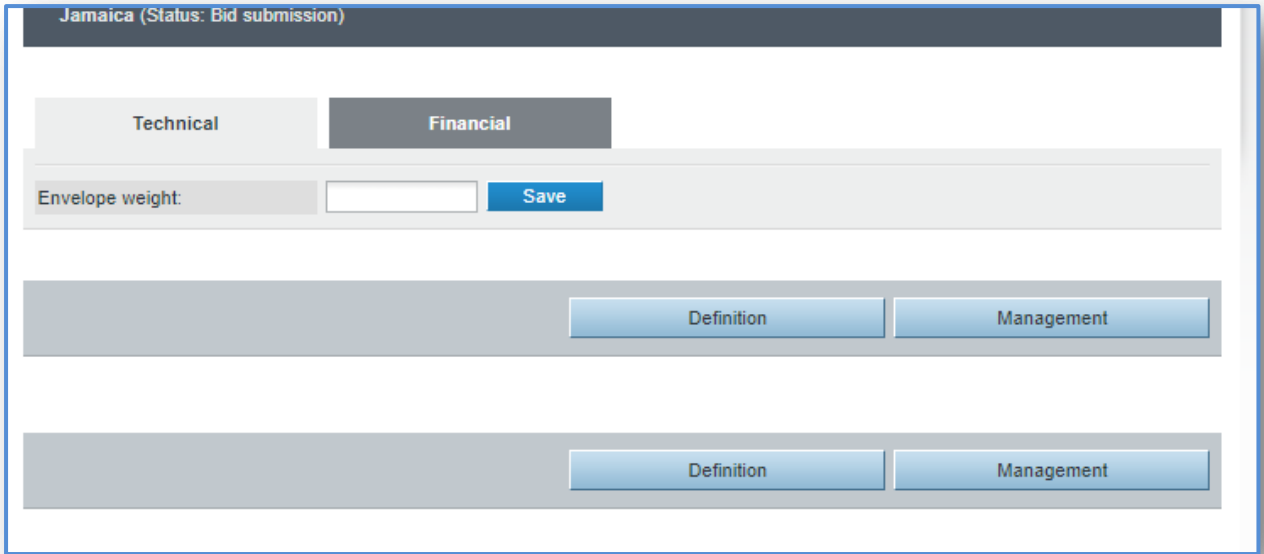 Jamaica (Status: Bid submission)
Technical Financial
Envelope weight: Save
Definition Management
Definition Management